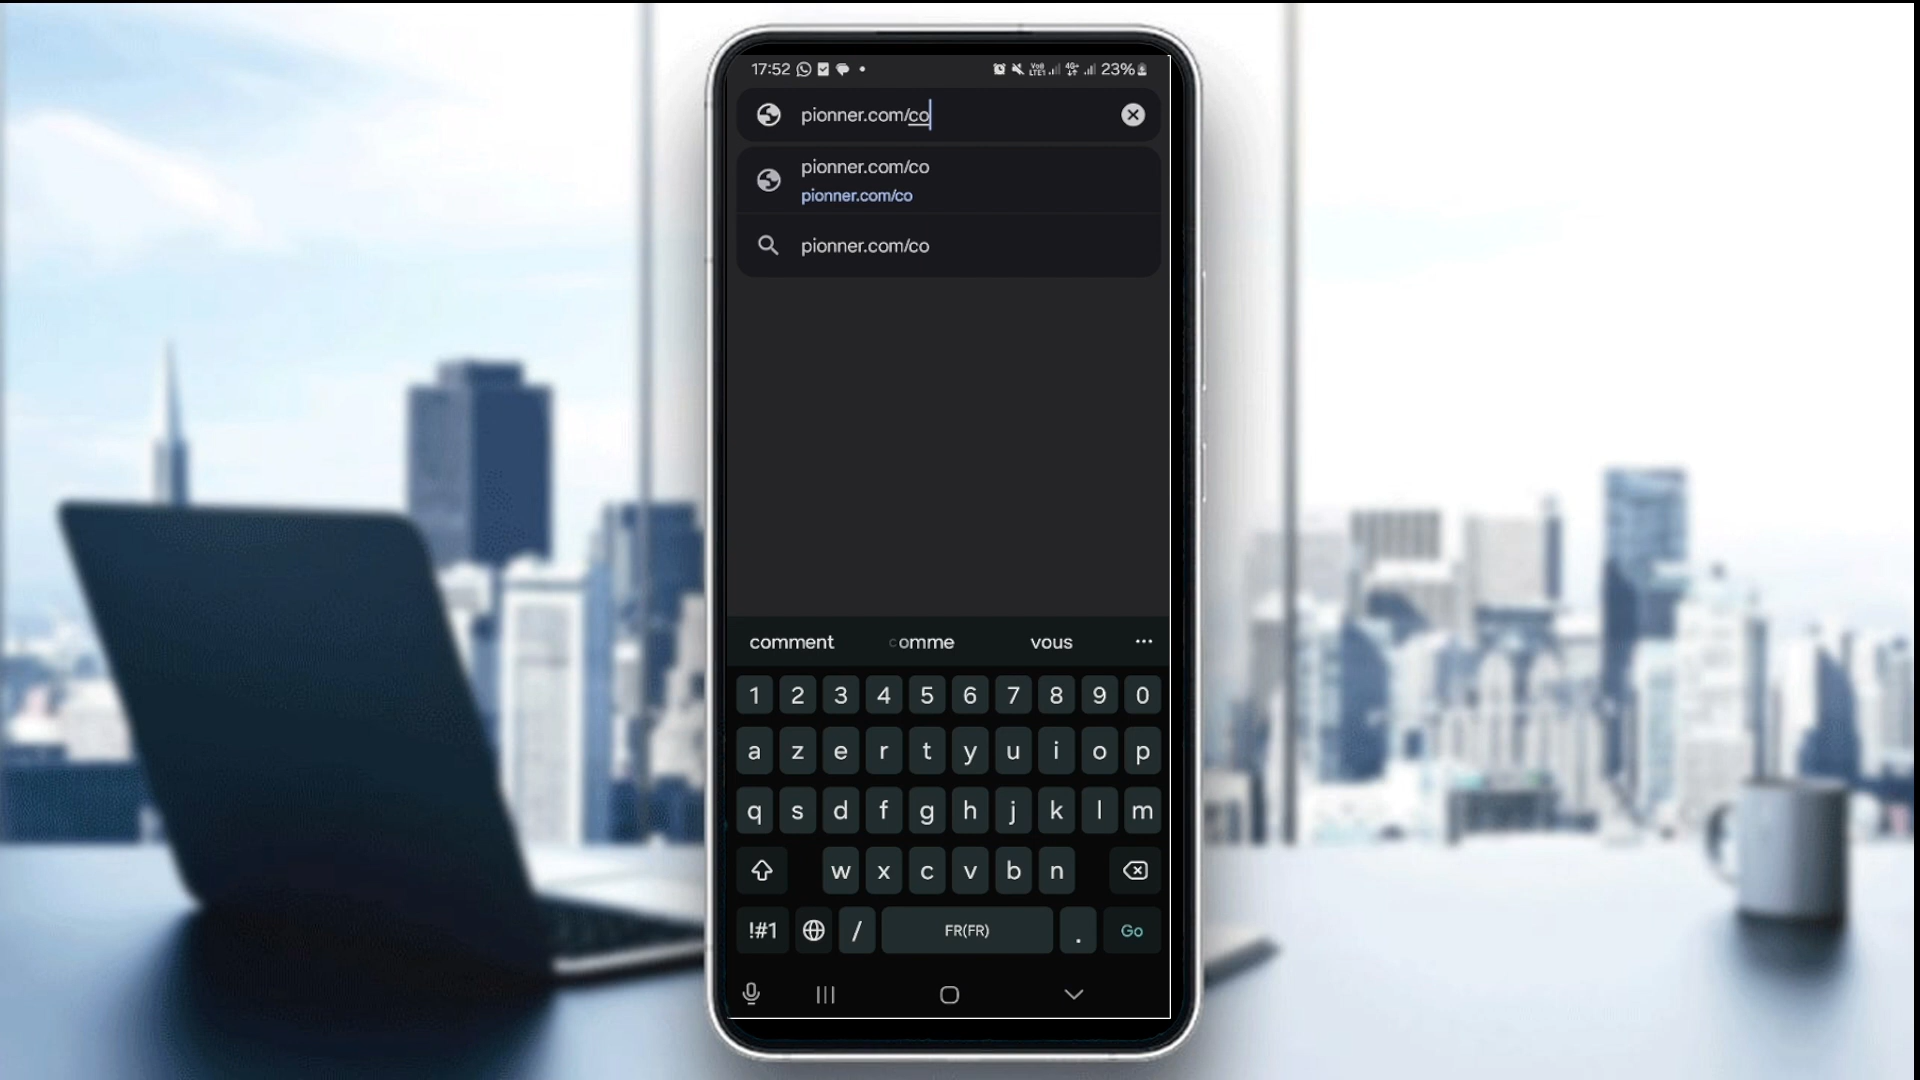 17:52 23%
pionner.com/co
pionner.com/co
pionner.com/co
pionner.com/co
comment comme vous ...
1 2 3 4 5 6 7 8 9 0
a z e r t y u i o p
q s d f g h j k l m
w x c v b n
!#1 / FR(FR) . Go